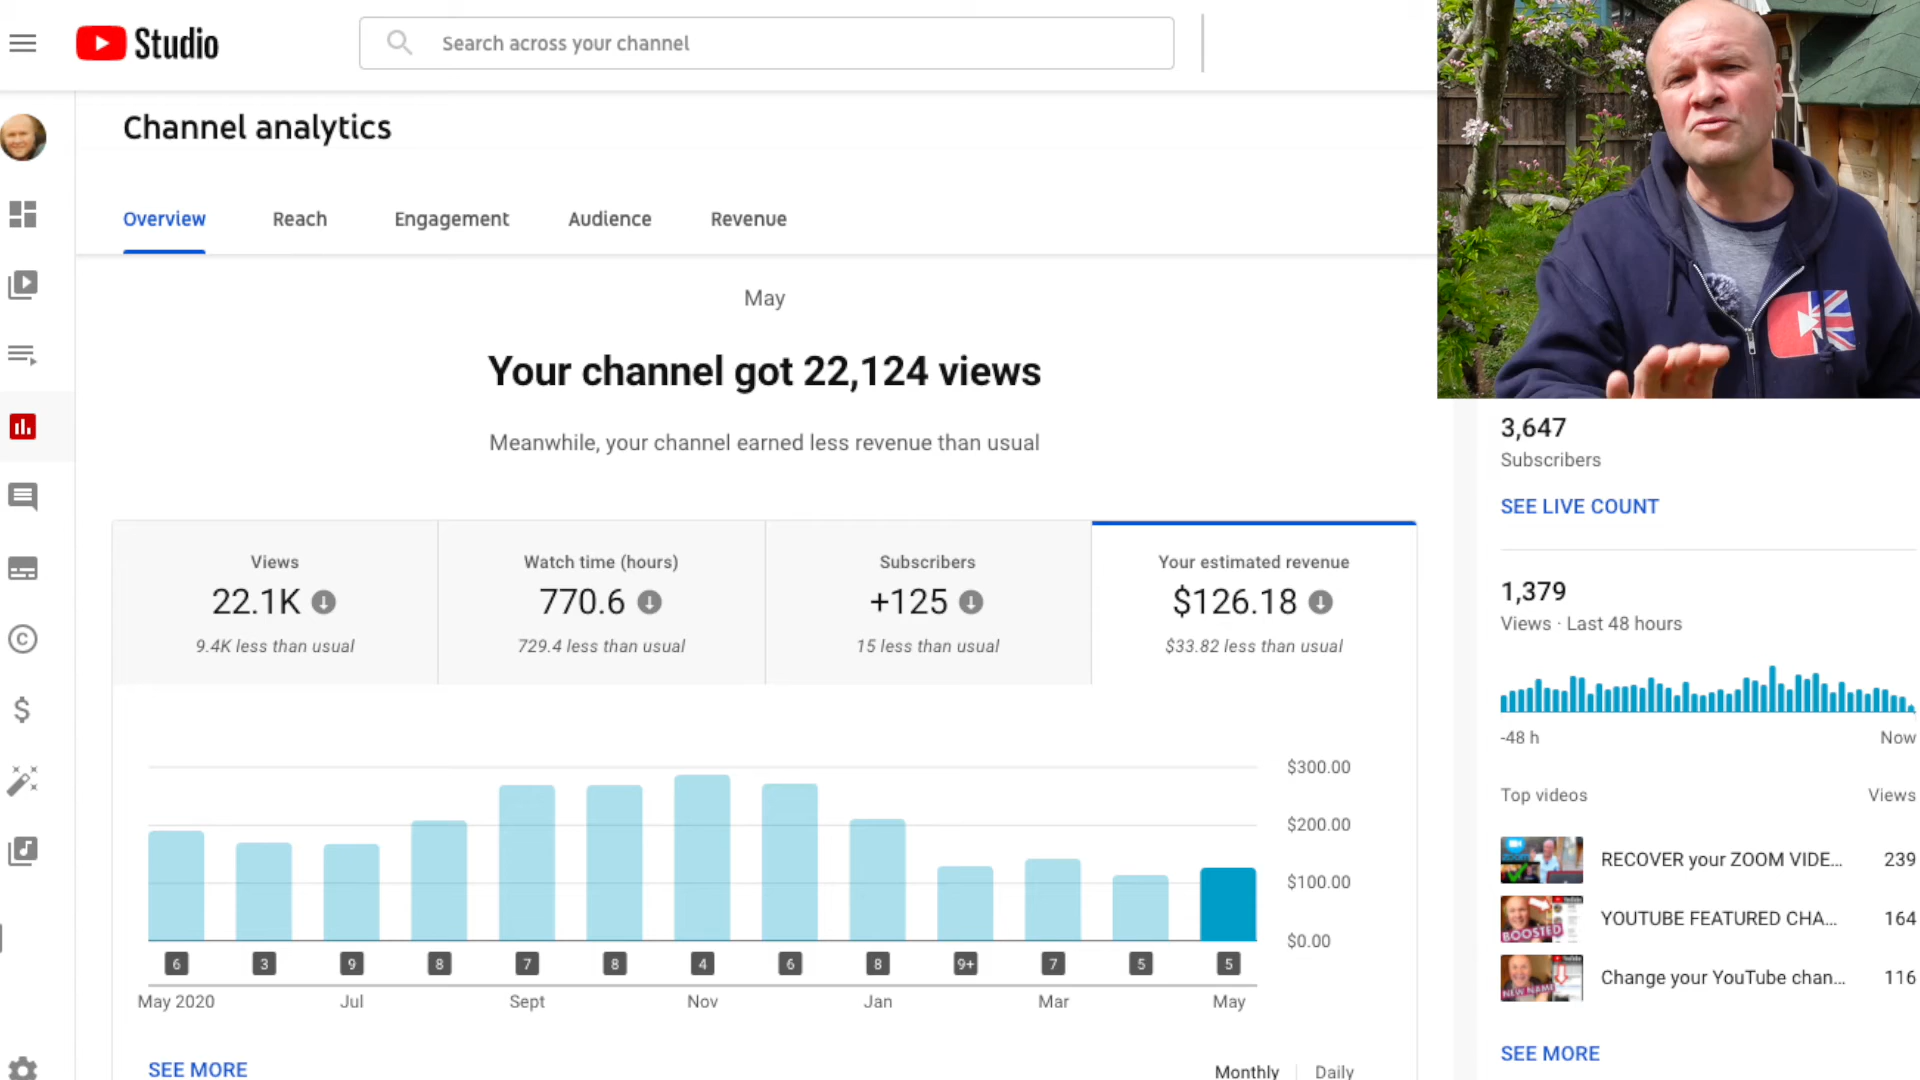 Studio
Search across your channel
Channel analytics
Overview
Reach
Engagement
Audience
Revenue
May
Your channel got 22,124 views
Meanwhile, your channel earned less revenue than usual
Views
22.1K
9.4K less than usual
Watch time (hours)
770.6
729.4 less than usual
Subscribers
+125
15 less than usual
Your estimated revenue
$126.18
$33.82 less than usual
$300.00
$200.00
$100.00
$0.00
6 3 9 8 7 8 4 6 8 9+ 7 5 5
May 2020 Jul Sept Nov Jan Mar May
SEE MORE
Monthly
Daily
3,647
Subscribers
SEE LIVE COUNT
1,379
Views · Last 48 hours
-48 h
Now
Top videos
Views
RECOVER your ZOOM VIDE...
239
BOOSTED
YOUTUBE FEATURED CHA...
164
NEW NAME
Change your YouTube chan...
116
SEE MORE